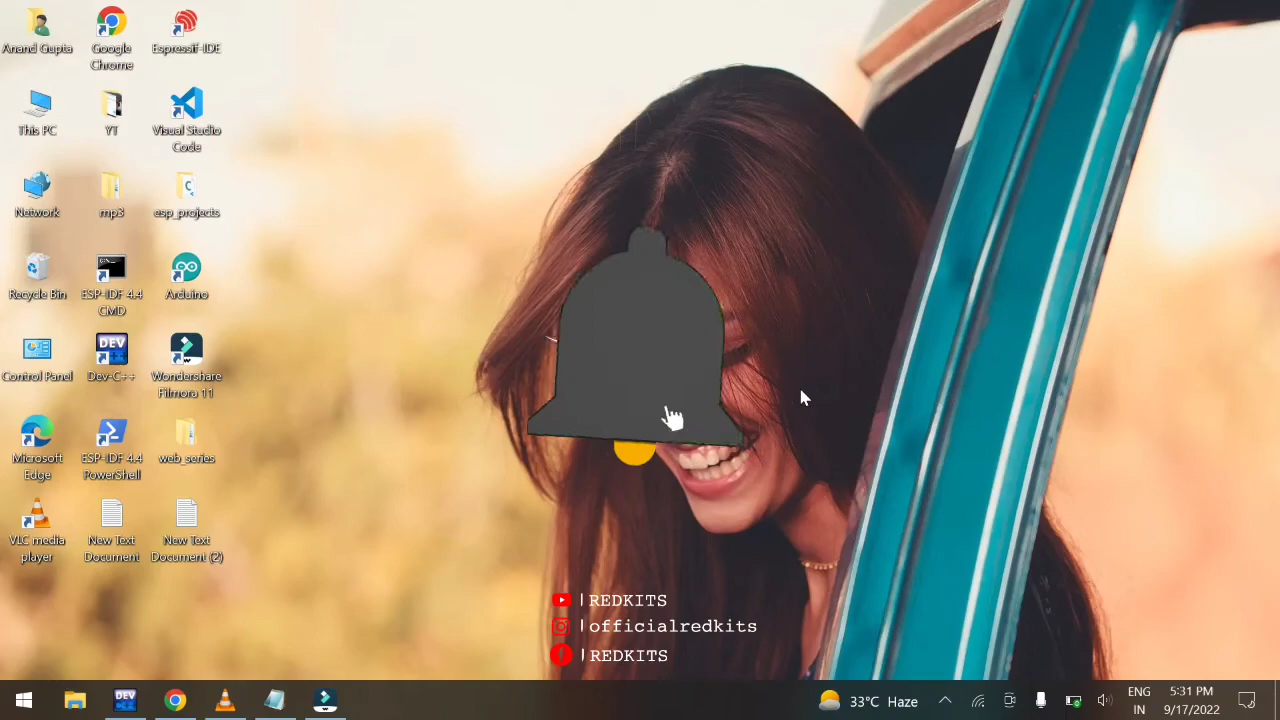 Anand Gupta
Google
Chrome
Espressif-IDE
This PC
YT
Visual Studio
Code
Network
mp3
esp_projects
Recycle Bin
ESP-IDF 4.4
CMD
Arduino
Control Panel
DEV
Dev-C++
Wondershare
Filmora 11
Microsoft
Edge
ESP-IDF 4.4
PowerShell
web_series
VLC media
player
New Text
Document
New Text
Document (2)
| REDKITS
| officialredkits
| REDKITS
DEV
33°C Haze
ENG
IN
5:31 PM
9/17/2022